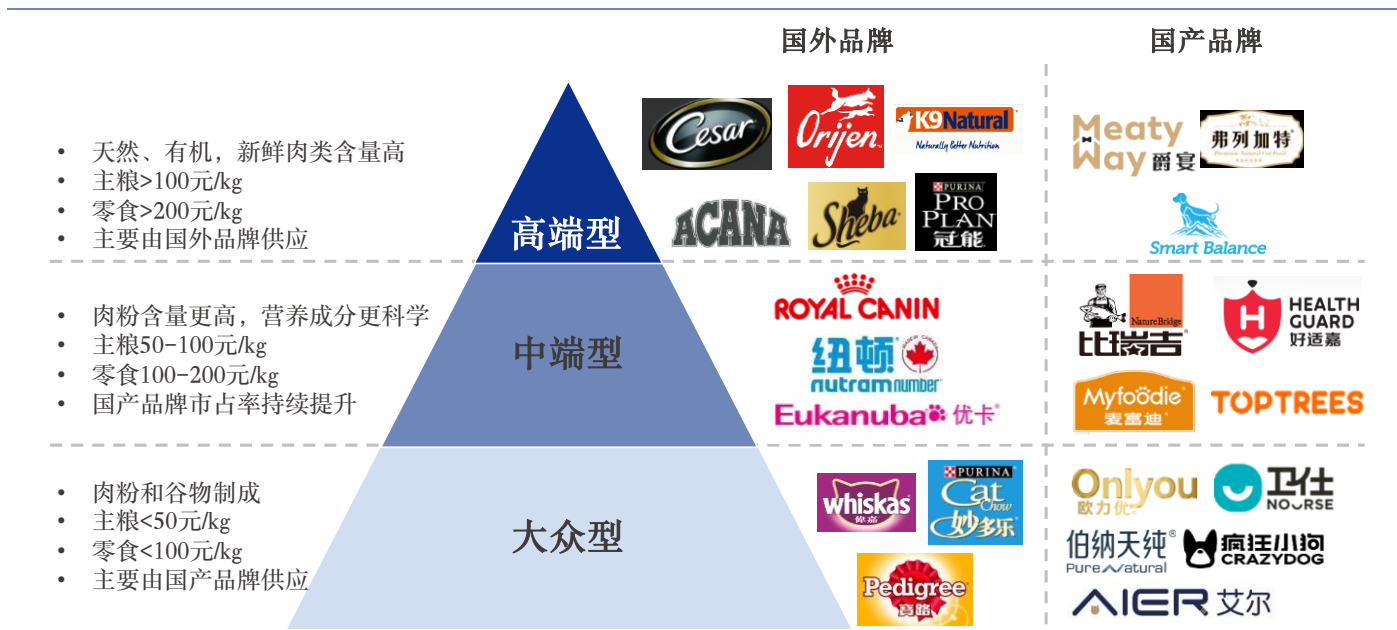 国外品牌
国产品牌
• 天然、有机，新鲜肉类含量高
• 主粮>100元/kg
• 零食>200元/kg
• 主要由国外品牌供应
高端型
Cesar
Orijen
K9Natural
Naturally Better Nutrition
ACANA
Sheba
PURINA
PRO
PLAN
冠能
Meaty
Way 爵宴
弗列加特
Smart Balance
• 肉粉含量更高，营养成分更科学
• 主粮50-100元/kg
• 零食100-200元/kg
• 国产品牌市占率持续提升
中端型
ROYAL CANIN
纽顿®
nutram number®
Eukanuba 优卡®
NatureBridge
比瑞吉
HEALTH
GUARD
好适嘉
Myfoodie®
麦富迪
TOPTREES
• 肉粉和谷物制成
• 主粮<50元/kg
• 零食<100元/kg
• 主要由国产品牌供应
大众型
whiskas
偉嘉
PURINA
Cat
Chow
妙多乐
Pedigree
寶路
Onlyou
欧力优
卫仕
NOURSE
伯纳天纯®
Pure Natural
疯狂小狗
CRAZYDOG
AIER 艾尔